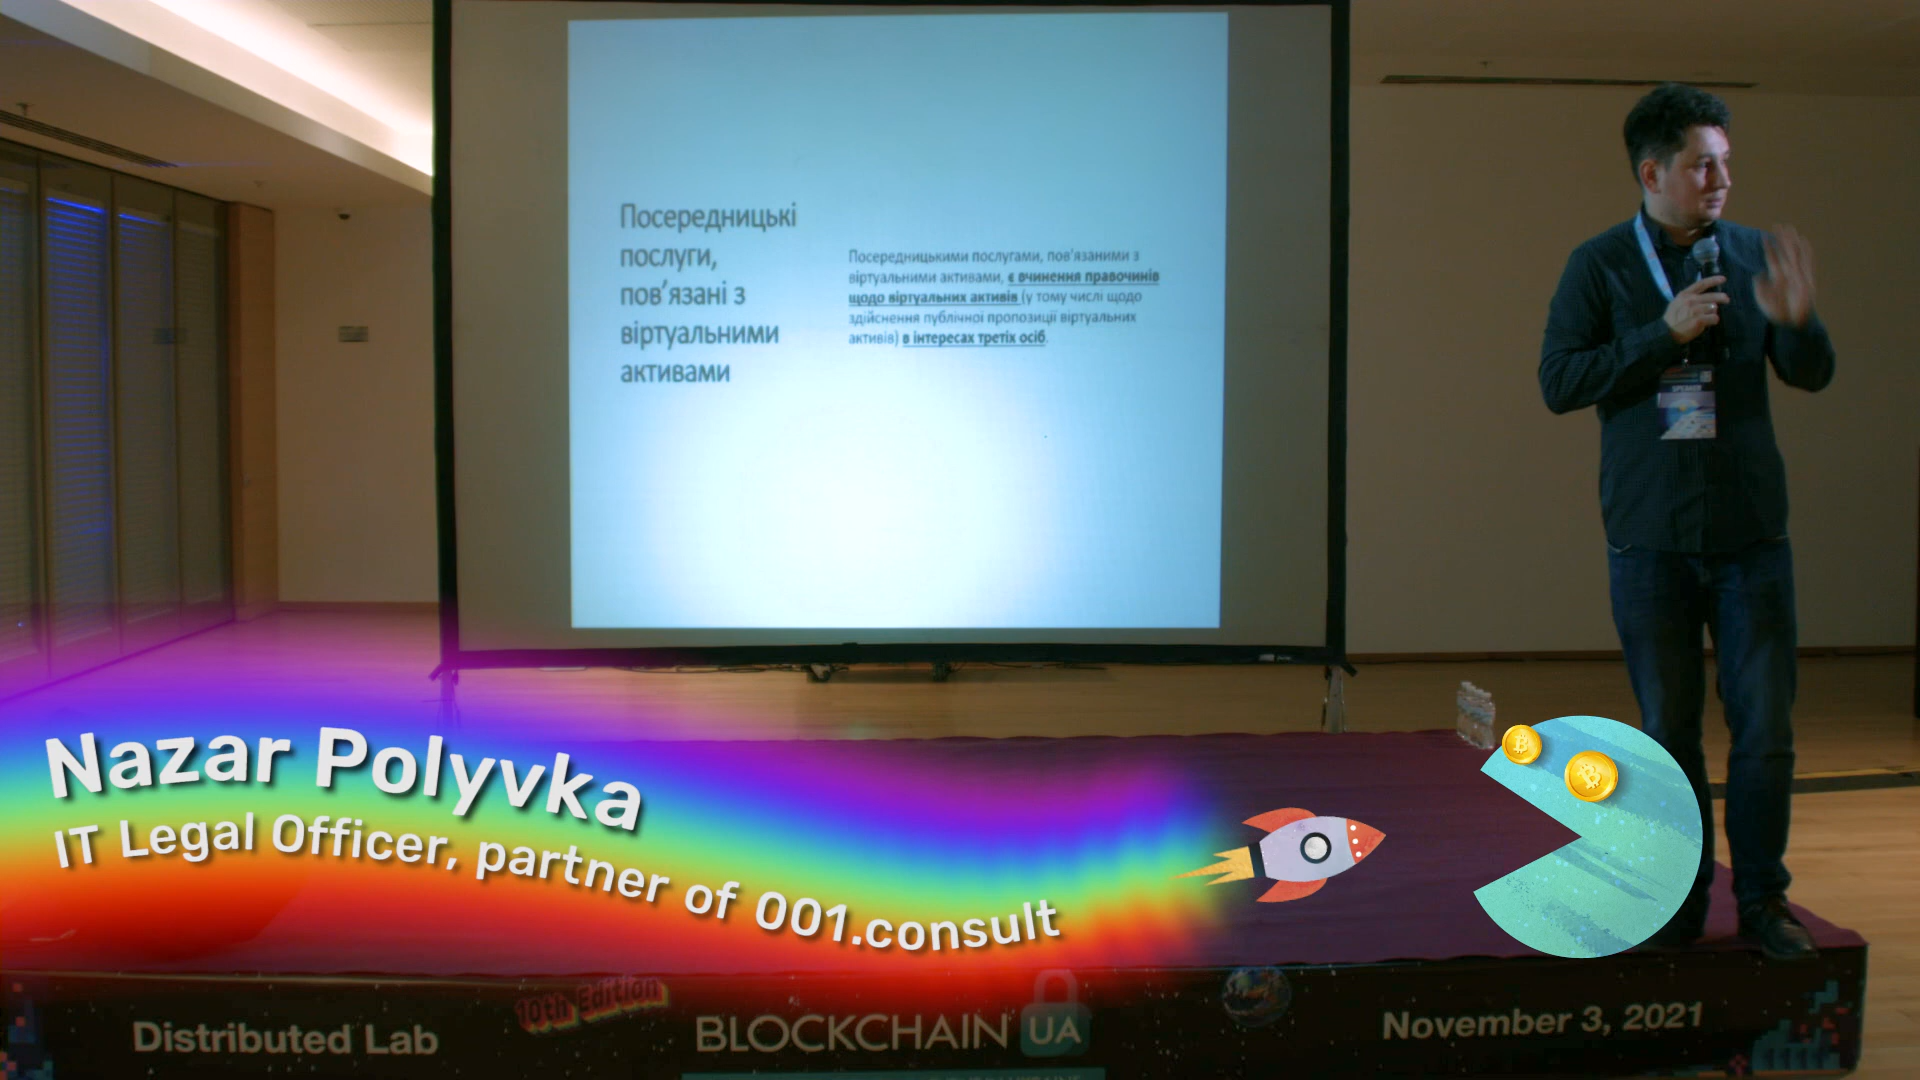 Посередницькі
послуги,
пов’язані з
віртуальними
активами
Посередницькими послугами, пов'язаними з
віртуальними активами, є вчинення правочинів
щодо віртуальних активів (у тому числі щодо
здійснення публічної пропозиції віртуальних
активів) в інтересах третіх осіб.
SPEAKER
Nazar Polyvka
IT Legal Officer, partner of 001.consult
10th Edition
Distributed Lab
BLOCKCHAIN UA
November 3, 2021